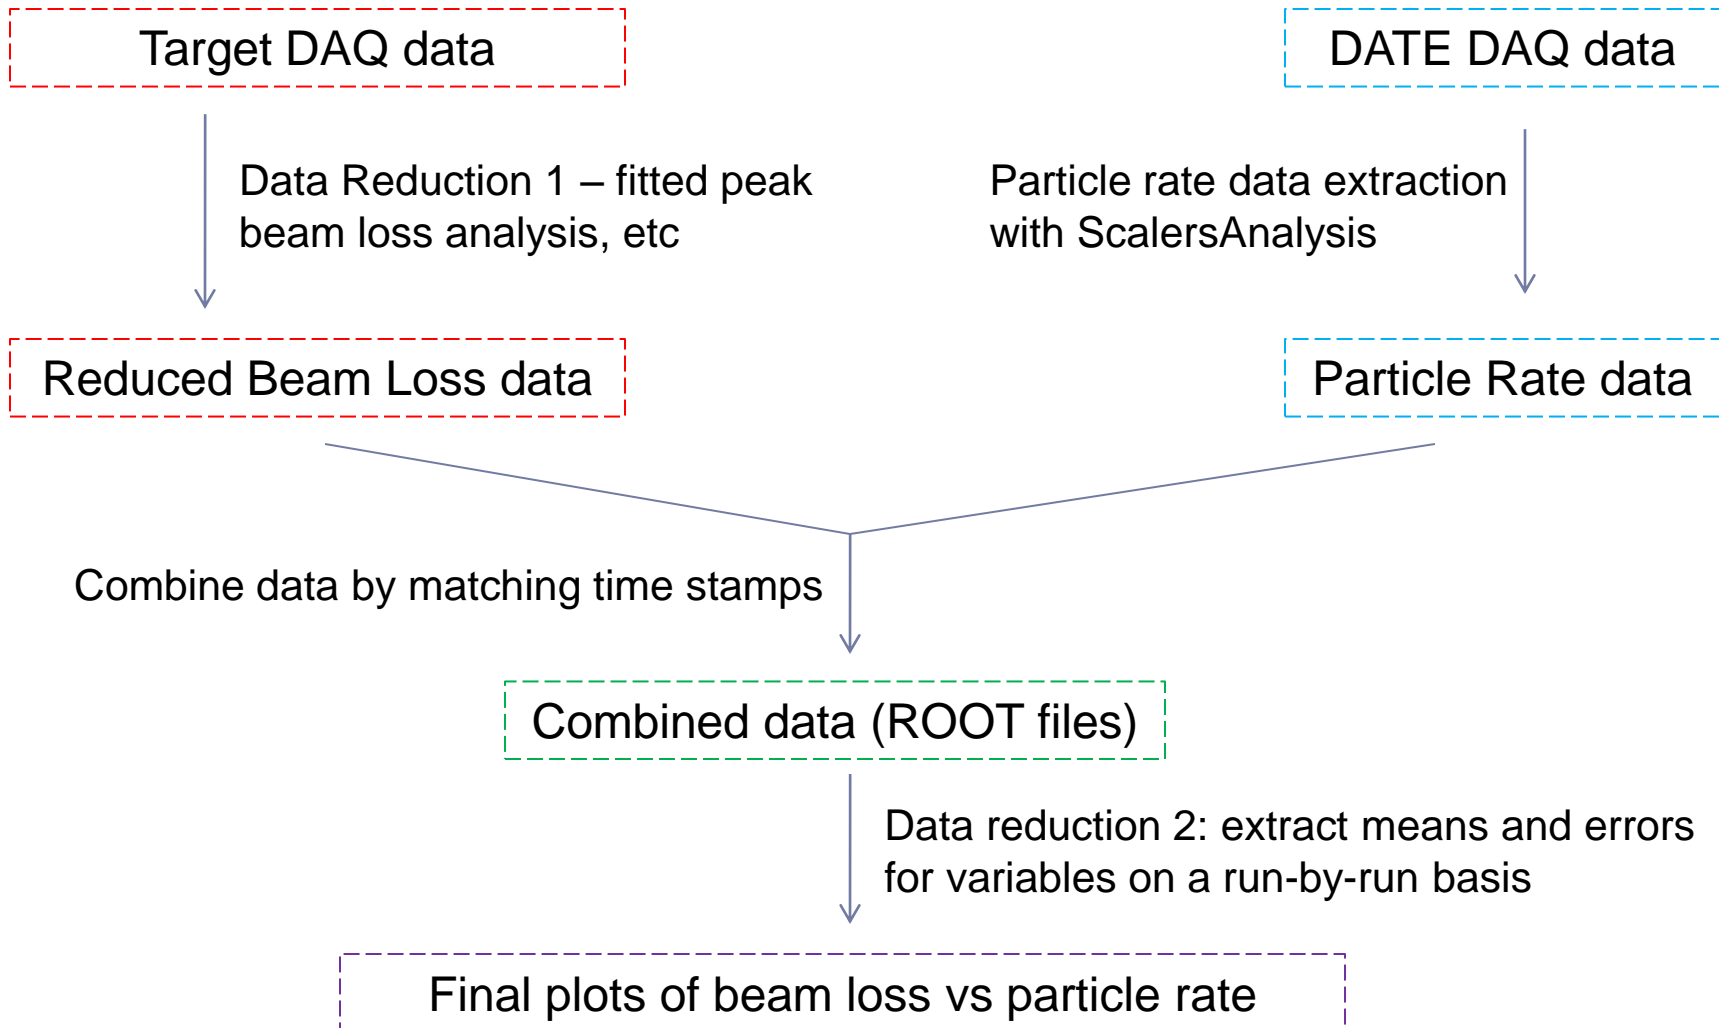 Target DAQ data
DATE DAQ data
Data Reduction 1 – fitted peak
beam loss analysis, etc
Particle rate data extraction
with ScalersAnalysis
Reduced Beam Loss data
Particle Rate data
Combine data by matching time stamps
Combined data (ROOT files)
Data reduction 2: extract means and errors
for variables on a run-by-run basis
Final plots of beam loss vs particle rate